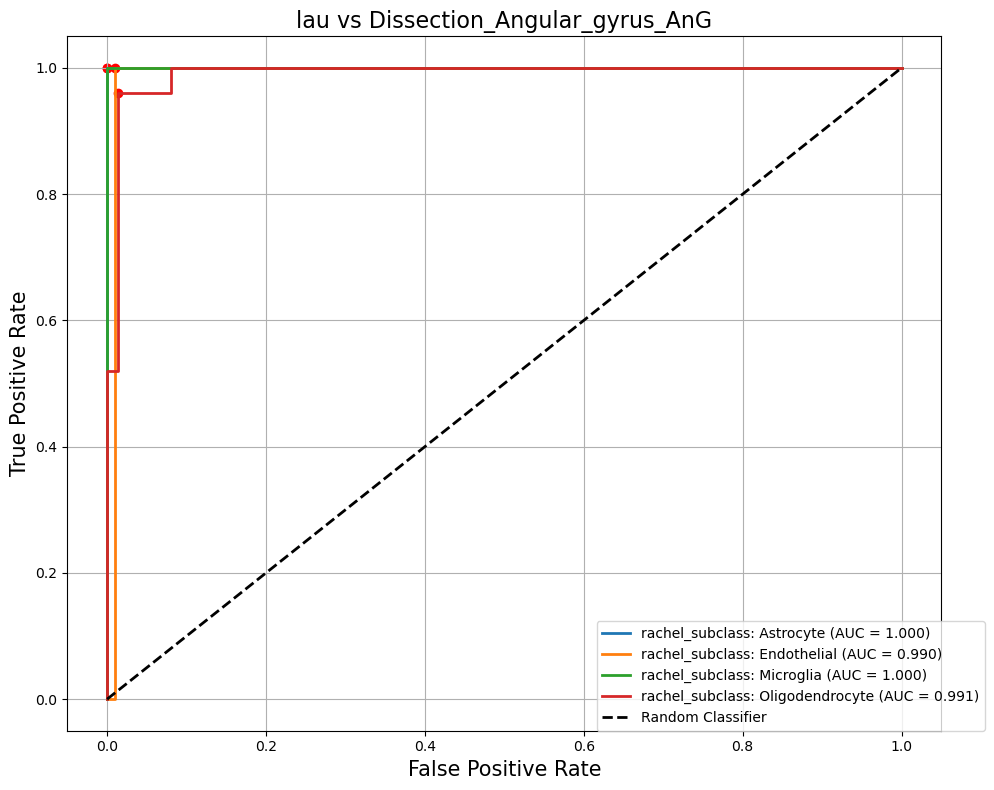 lau vs Dissection_Angular_gyrus_AnG
True Positive Rate
1.0
0.8
0.6
0.4
0.2
0.0
0.0
0.2
0.4
0.6
0.8
1.0
False Positive Rate
rachel_subclass: Astrocyte (AUC = 1.000)
rachel_subclass: Endothelial (AUC = 0.990)
rachel_subclass: Microglia (AUC = 1.000)
rachel_subclass: Oligodendrocyte (AUC = 0.991)
Random Classifier